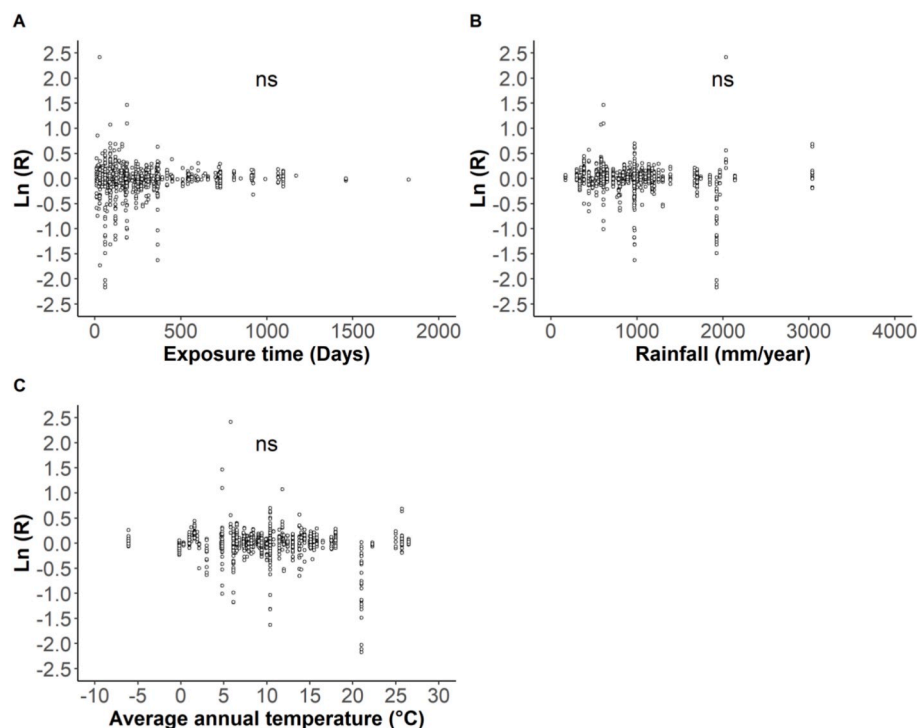 A
B
2.5
2.0
1.5
1.0
0.5
0.0
-0.5
-1.0
-1.5
-2.0
-2.5
Ln (R)
ns
0 500 1000 1500 2000
Exposure time (Days)
2.5
2.0
1.5
1.0
0.5
0.0
-0.5
-1.0
-1.5
-2.0
-2.5
Ln (R)
ns
0 1000 2000 3000 4000
Rainfall (mm/year)
C
2.5
2.0
1.5
1.0
0.5
0.0
-0.5
-1.0
-1.5
-2.0
-2.5
Ln (R)
ns
-10 -5 0 5 10 15 20 25 30
Average annual temperature (°C)